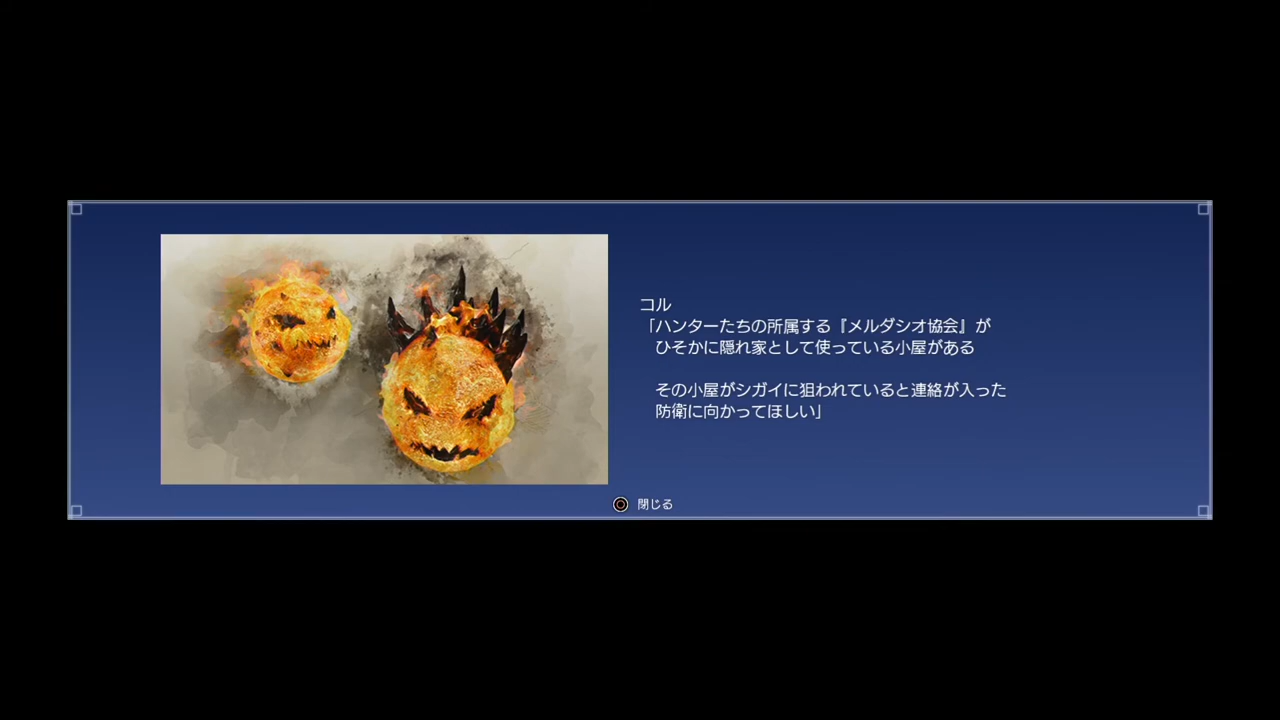 コル
「ハンターたちの所属する『メルダシオ協会』が
ひそかに隠れ家として使っている小屋がある
その小屋がシガイに狙われていると連絡が入った
防衛に向かってほしい」
閉じる